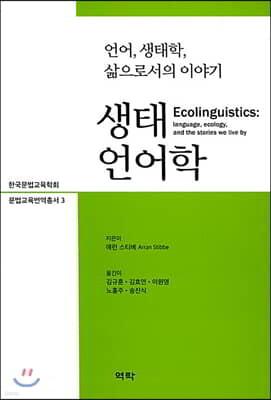 언어, 생태학,
삶으로서의 이야기
생태
Ecolinguistics:
language, ecology,
and the stories we live by
언어학
한국문법교육학회
문법교육번역총서 3
지은이
애런 스티베 Arran Stibbe
옮긴이
김규훈·김효연·이원영
노홍주·송진식
역락
YES24